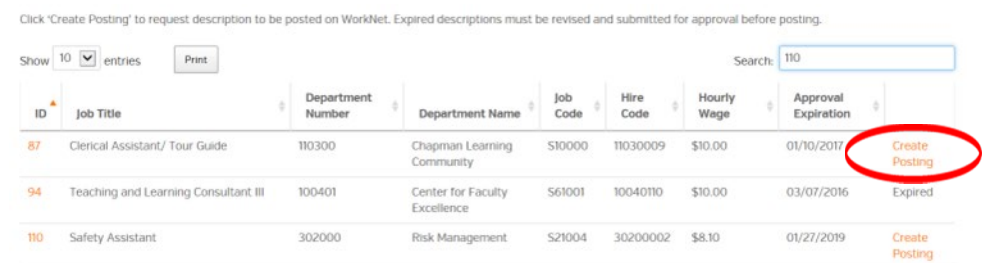 Click 'Create Posting' to request description to be posted on WorkNet. Expired descriptions must be revised and submitted for approval before posting.
Show 10 entries Print Search: 110
ID Job Title Department Number Department Name Job Code Hire Code Hourly Wage Approval Expiration
87 Clerical Assistant/ Tour Guide 110300 Chapman Learning Community S10000 11030009 $10.00 01/10/2017 Create Posting
94 Teaching and Learning Consultant III 100401 Center for Faculty Excellence S61001 10040110 $10.00 03/07/2016 Expired
110 Safety Assistant 302000 Risk Management S21004 30200002 $8.10 01/27/2019 Create Posting